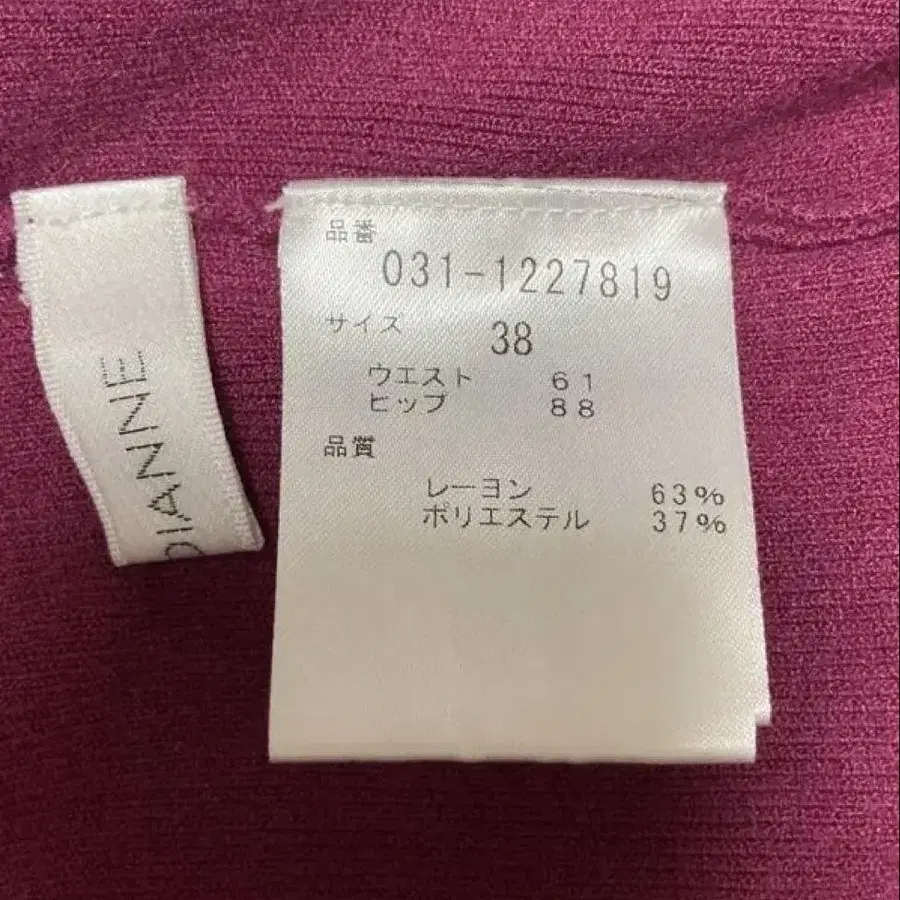 DIANNE
品番
031-1227819
サイズ 38
ウエスト 61
ヒップ 88
品質
レーヨン 63%
ポリエステル 37%